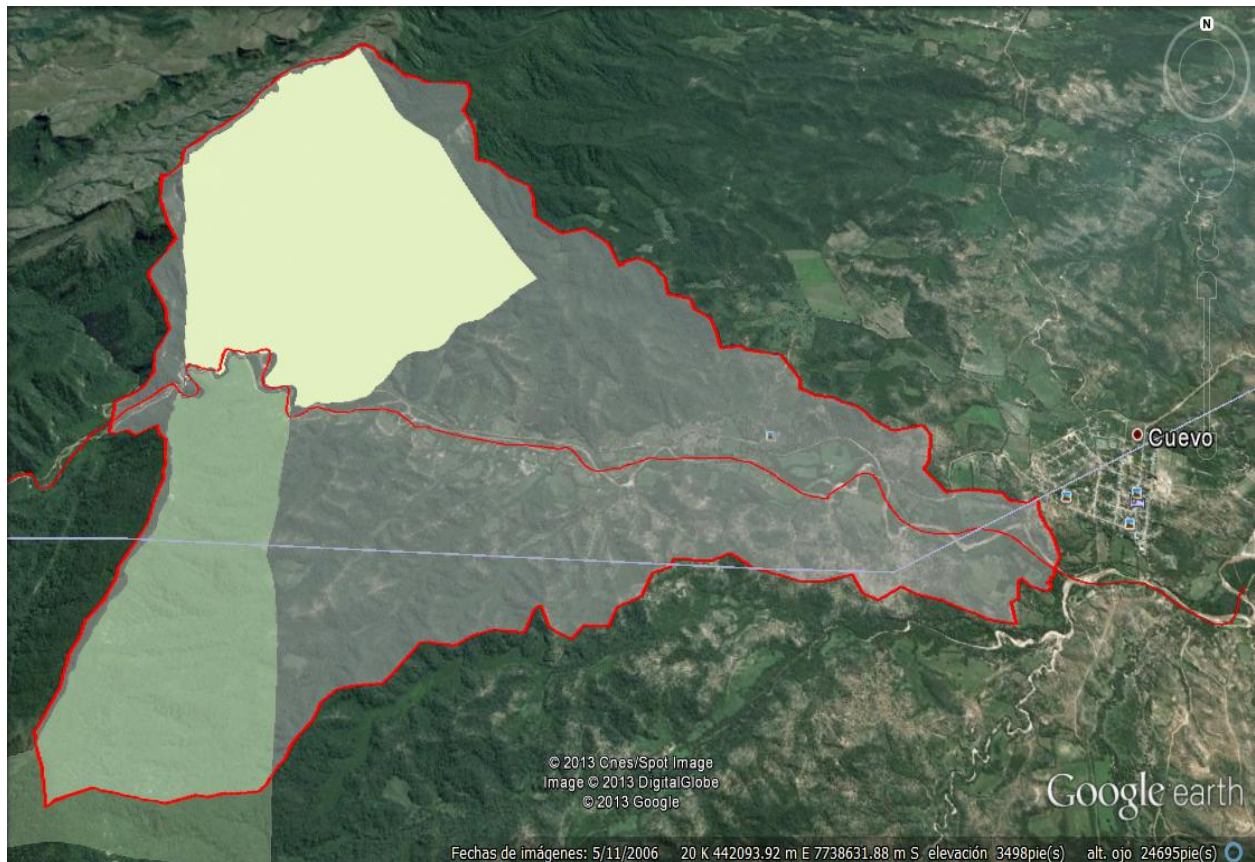 N
Cuevo
© 2013 Cnes/Spot Image
Image © 2013 DigitalGlobe
© 2013 Google
Google earth
Fechas de imágenes: 5/11/2006 20 K 442093.92 m E 7738631.88 m S elevación 3498pie(s) alt. ojo 24695pie(s)